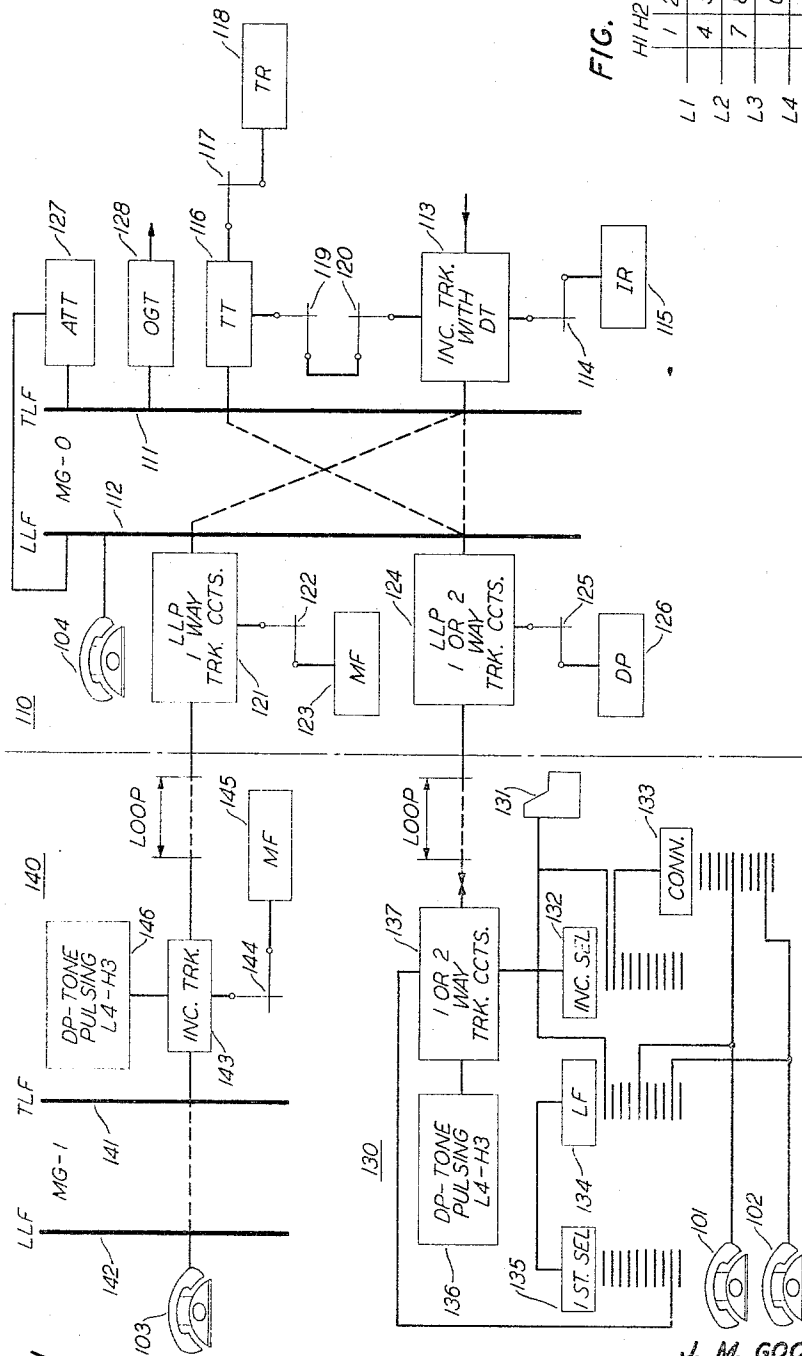 140
103
LLF
142
MG-1
TLF
141
DP-TONE
PULSING
L4-H3
146
INC. TRK.
143
144
MF
145
LOOP
110
104
LLF
112
MG-0
TLF
111
ATT
127
OGT
128
TT
116
117
TR
118
119
120
INC. TRK.
WITH
DT
113
114
IR
115
LLP
1
WAY
TRK. CCTS.
121
122
MF
123
LLP
1 OR 2
WAY
TRK. CCTS.
124
125
DP
126
130
LOOP
131
1 OR 2
WAY
TRK. CCTS.
137
DP-TONE
PULSING
L4-H3
136
INC. SEL
132
CONN.
133
LF
134
1 ST. SEL
135
101
102
FIG.
H1 H2
L1 1
L2 4
L3 7
L4
J. M. GOO